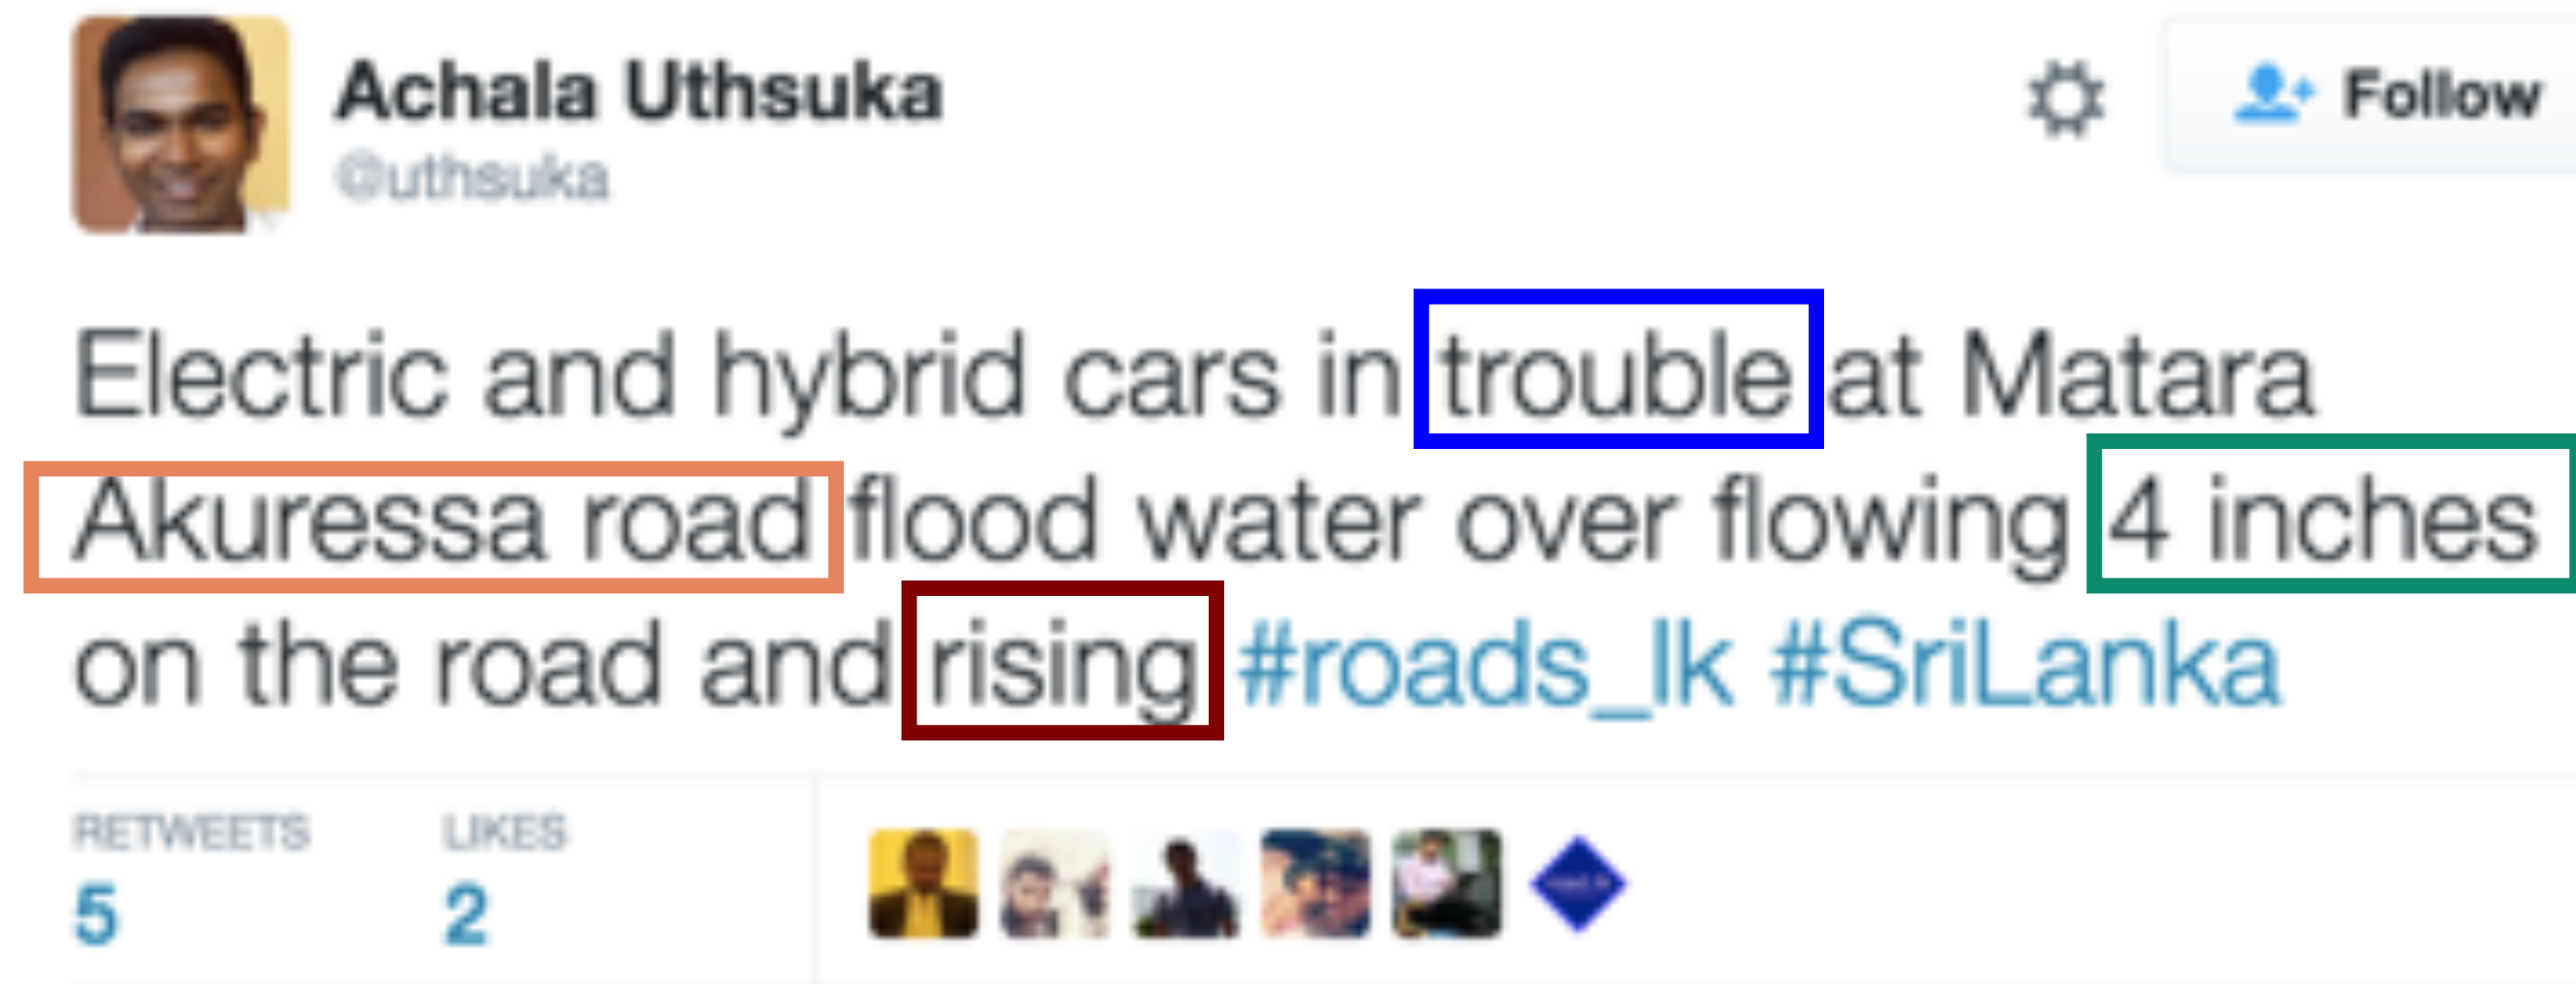 Achala Uthsuka
@uthsuka
Follow
Electric and hybrid cars in trouble at Matara
Akuressa road flood water over flowing 4 inches
on the road and rising #roads_lk #SriLanka
RETWEETS LIKES
5 2